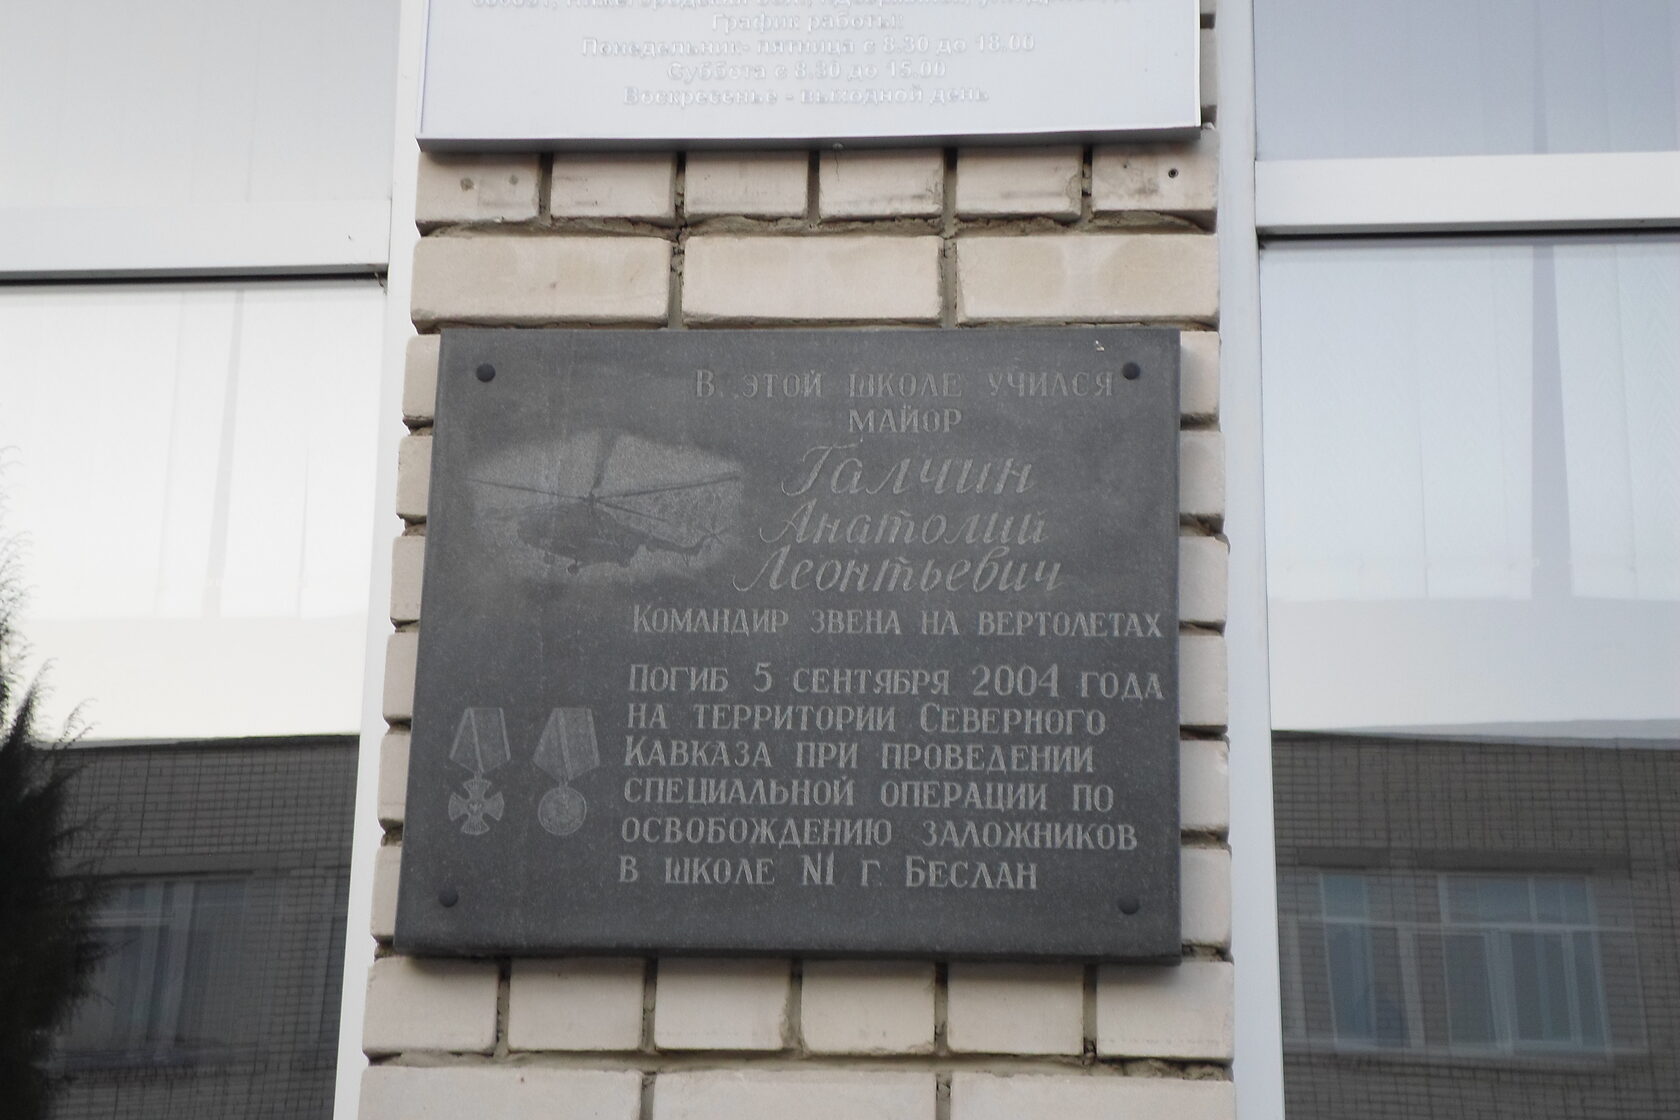 График работы:
Понедельник- пятница с 8.30 до 18.00
Суббота с 8.30 до 15.00
Воскресенье - выходной день
В этой школе учился
майор
Галчин
Анатолий
Леонтьевич
Командир звена на вертолетах
погиб 5 сентября 2004 года
на территории Северного
Кавказа при проведении
специальной операции по
освобождению заложников
в школе N1 г. Беслан